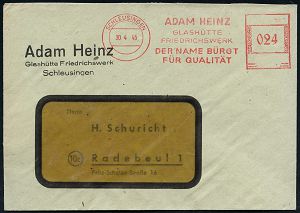 SCHLEUSINGEN
30.4.45
ADAM HEINZ
GLASHÜTTE
FRIEDRICHSWERK
DER NAME BÜRGT
FÜR QUALITÄT
024
Adam Heinz
Glashütte Friedrichswerk
Schleusingen
Herrn
H. Schuricht
10c
Radebeul 1